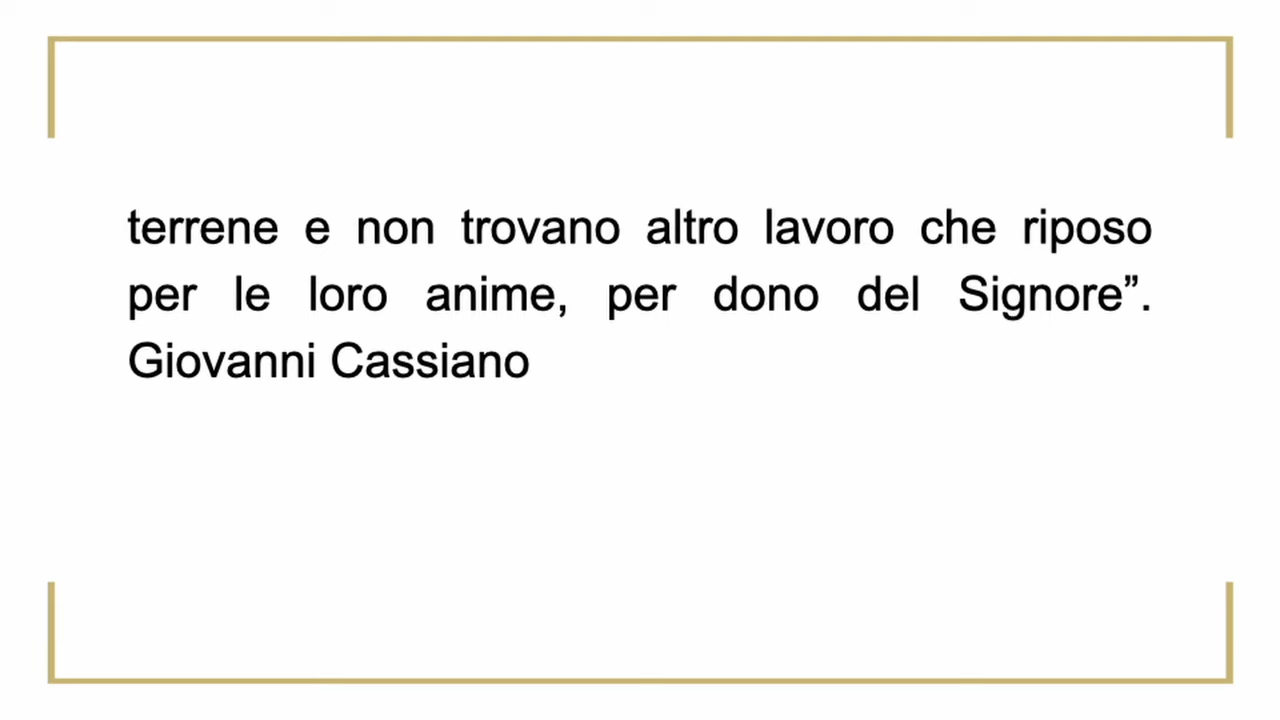 terrene e non trovano altro lavoro che riposo
per le loro anime, per dono del Signore”.
Giovanni Cassiano